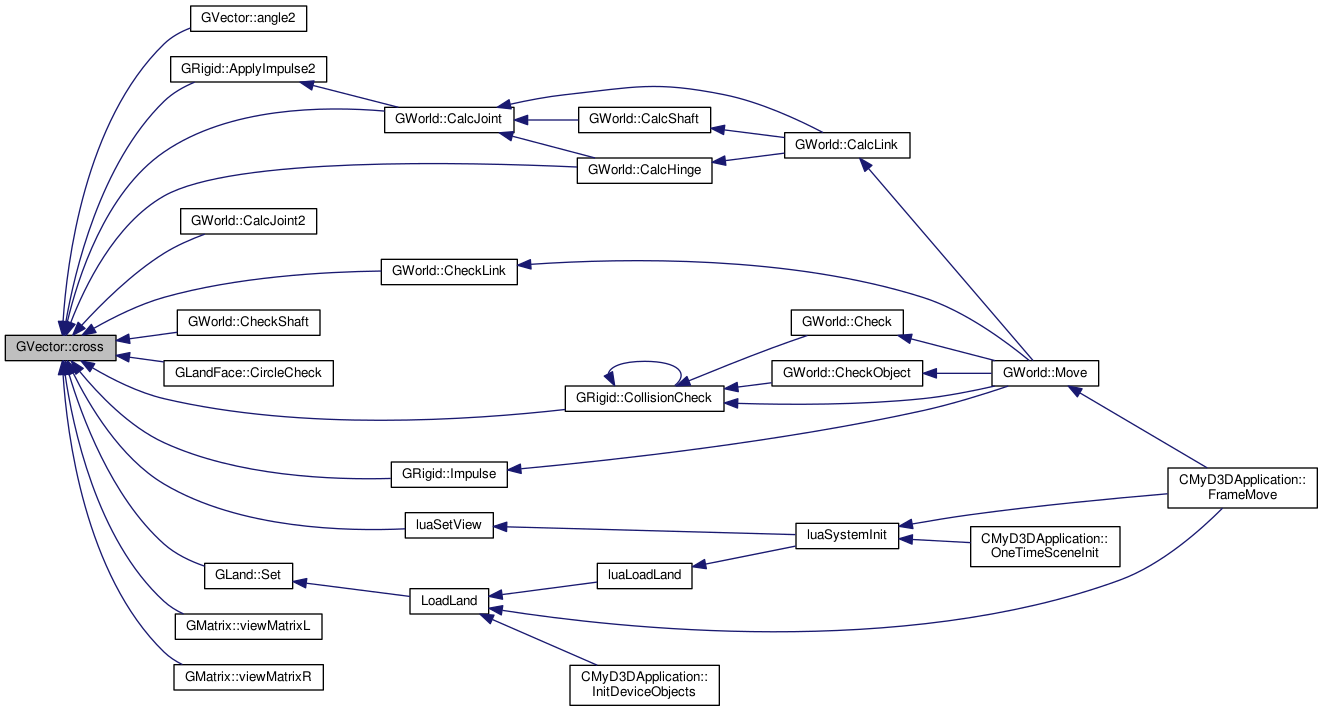 GVector::angle2
GRigid::ApplyImpulse2
GWorld::CalcJoint
GWorld::CalcShaft
GWorld::CalcLink
GWorld::CalcHinge
GWorld::CalcJoint2
GWorld::CheckLink
GWorld::CheckShaft
GWorld::Check
GVector::cross
GLandFace::CircleCheck
GWorld::CheckObject
GWorld::Move
GRigid::CollisionCheck
GRigid::Impulse
CMyD3DApplication::
FrameMove
luaSetView
luaSystemInit
CMyD3DApplication::
OneTimeSceneInit
GLand::Set
luaLoadLand
LoadLand
GMatrix::viewMatrixL
GMatrix::viewMatrixR
CMyD3DApplication::
InitDeviceObjects